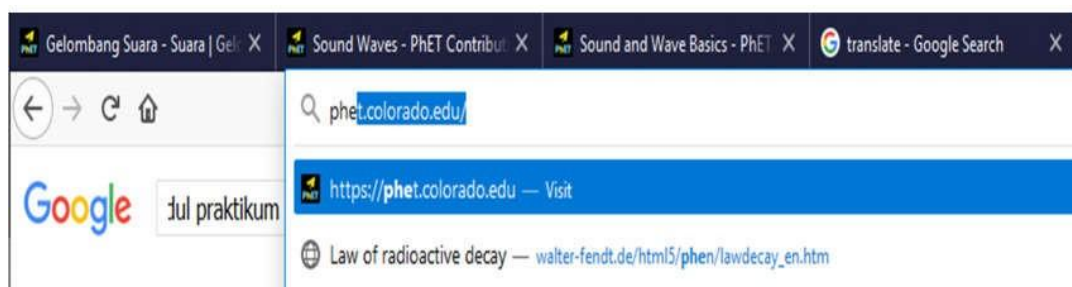 Gelombang Suara - Suara | Gel
Sound Waves - PhET Contribut
Sound and Wave Basics - PhET
translate - Google Search
phet.colorado.edu/
https://phet.colorado.edu — Visit
Google
dul praktikum
Law of radioactive decay — walter-fendt.de/html5/phen/lawdecay_en.htm